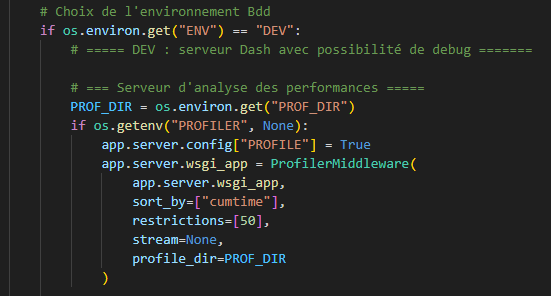 # Choix de l'environnement Bdd
if os.environ.get("ENV") == "DEV":
# ===== DEV : serveur Dash avec possibilité de debug =======
# === Serveur d'analyse des performances =====
PROF_DIR = os.environ.get("PROF_DIR")
if os.getenv("PROFILER", None):
app.server.config["PROFILE"] = True
app.server.wsgi_app = ProfilerMiddleware(
app.server.wsgi_app,
sort_by=["cumtime"],
restrictions=[50],
stream=None,
profile_dir=PROF_DIR
)